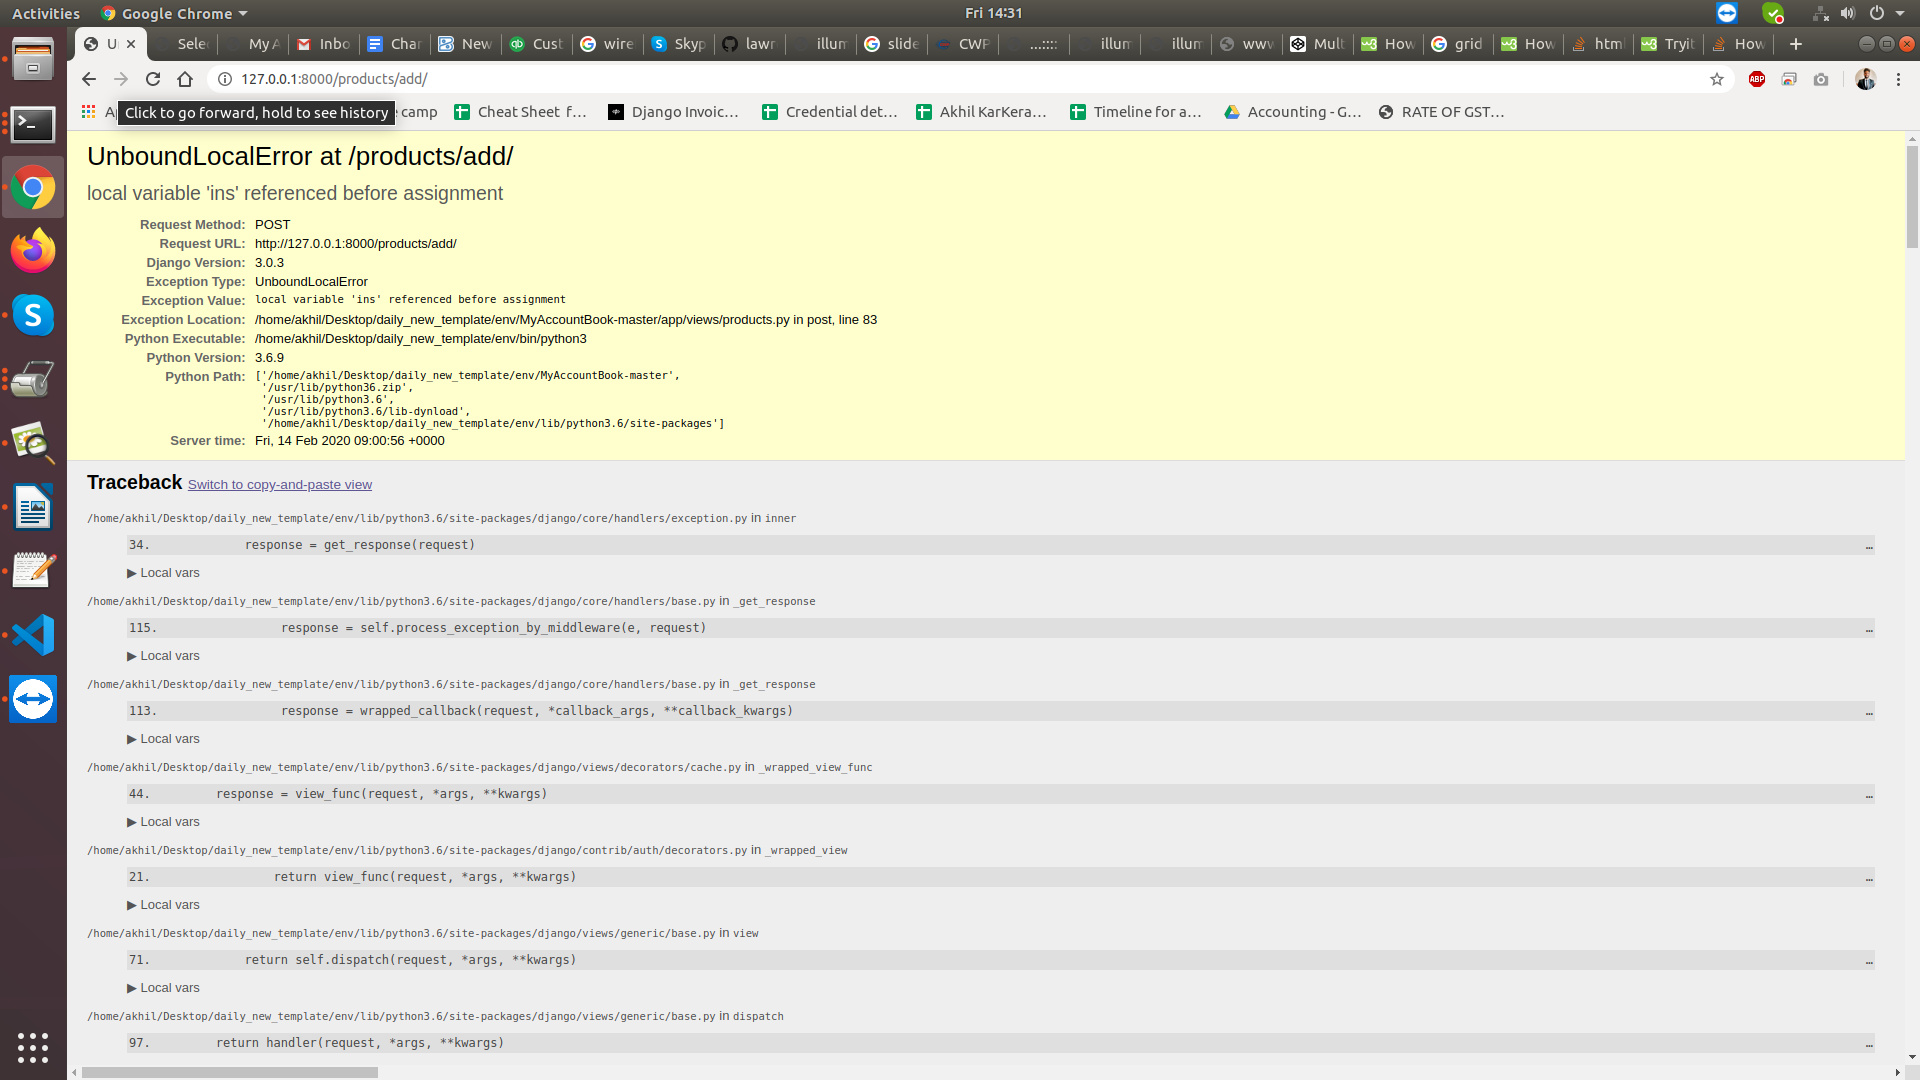 Activities
Google Chrome
Fri 14:31
U
Selec
My A
Inbo
Char
New
Cust
wire
Skyp
lawr
illum
slide
CWP
...::::
illum
illum
www
Mult
How
grid
How
html
Tryit
How
127.0.0.1:8000/products/add/
ABP
Click to go forward, hold to see history
camp
Cheat Sheet f...
Django Invoic...
Credential det...
Akhil KarKera...
Timeline for a...
Accounting - G...
RATE OF GST...
UnboundLocalError at /products/add/
local variable 'ins' referenced before assignment
Request Method: POST
Request URL: http://127.0.0.1:8000/products/add/
Django Version: 3.0.3
Exception Type: UnboundLocalError
Exception Value: local variable 'ins' referenced before assignment
Exception Location: /home/akhil/Desktop/daily_new_template/env/MyAccountBook-master/app/views/products.py in post, line 83
Python Executable: /home/akhil/Desktop/daily_new_template/env/bin/python3
Python Version: 3.6.9
Python Path: ['/home/akhil/Desktop/daily_new_template/env/MyAccountBook-master',
'/usr/lib/python36.zip',
'/usr/lib/python3.6',
'/usr/lib/python3.6/lib-dynload',
'/home/akhil/Desktop/daily_new_template/env/lib/python3.6/site-packages']
Server time: Fri, 14 Feb 2020 09:00:56 +0000
Traceback Switch to copy-and-paste view
/home/akhil/Desktop/daily_new_template/env/lib/python3.6/site-packages/django/core/handlers/exception.py in inner
34. response = get_response(request) …
▶ Local vars
/home/akhil/Desktop/daily_new_template/env/lib/python3.6/site-packages/django/core/handlers/base.py in _get_response
115. response = self.process_exception_by_middleware(e, request) …
▶ Local vars
/home/akhil/Desktop/daily_new_template/env/lib/python3.6/site-packages/django/core/handlers/base.py in _get_response
113. response = wrapped_callback(request, *callback_args, **callback_kwargs) …
▶ Local vars
/home/akhil/Desktop/daily_new_template/env/lib/python3.6/site-packages/django/views/decorators/cache.py in _wrapped_view_func
44. response = view_func(request, *args, **kwargs) …
▶ Local vars
/home/akhil/Desktop/daily_new_template/env/lib/python3.6/site-packages/django/contrib/auth/decorators.py in _wrapped_view
21. return view_func(request, *args, **kwargs) …
▶ Local vars
/home/akhil/Desktop/daily_new_template/env/lib/python3.6/site-packages/django/views/generic/base.py in view
71. return self.dispatch(request, *args, **kwargs) …
▶ Local vars
/home/akhil/Desktop/daily_new_template/env/lib/python3.6/site-packages/django/views/generic/base.py in dispatch
97. return handler(request, *args, **kwargs) …